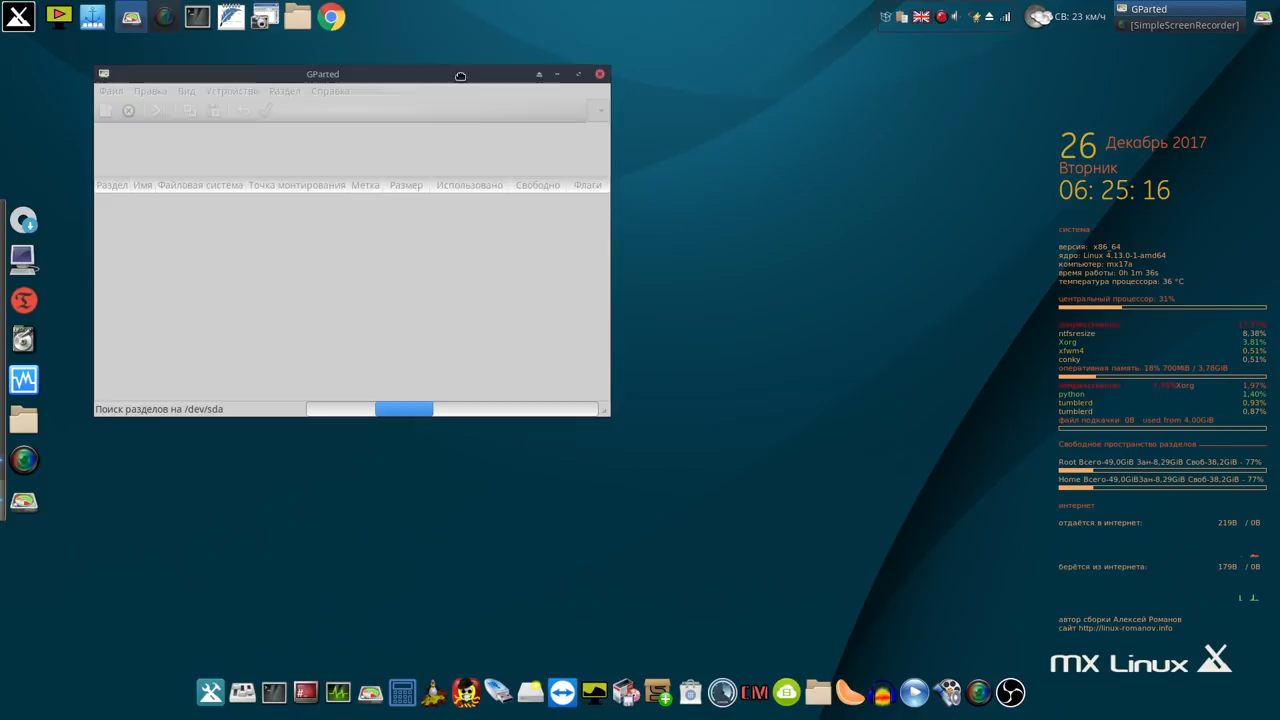 СВ: 23 км/ч
GParted
[SimpleScreenRecorder]
GParted
Файл Правка Вид Устройство Раздел Справка
Раздел Имя Файловая система Точка монтирования Метка Размер Использовано Свободно Флаги
Поиск разделов на /dev/sda
26 Декабрь 2017
Вторник
06: 25: 16
система
версия: x86_64
ядро: Linux 4.13.0-1-amd64
компьютер: mx17a
время работы: 0h 1m 36s
температура процессора: 36 °C
центральный процессор: 31%
ntfsresize 8,38%
Xorg 3,81%
xfwm4 0,51%
conky 0,51%
оперативная память: 18% 700MiB / 3,78GiB
Xorg 1,97%
python 1,40%
tumblerd 0,93%
tumblerd 0,87%
файл подкачки: 0B used from 4.00GiB
Свободное пространство разделов
Root Всего-49,0GiB Зан-8,29GiB Своб-38,2GiB - 77%
Home Всего-49,0GiBЗан-8,29GiB Своб-38,2GiB - 77%
интернет
отдаётся в интернет: 219B / 0B
берётся из интернета: 179B / 0B
автор сборки Алексей Романов
сайт http://linux-romanov.info
MX Linux